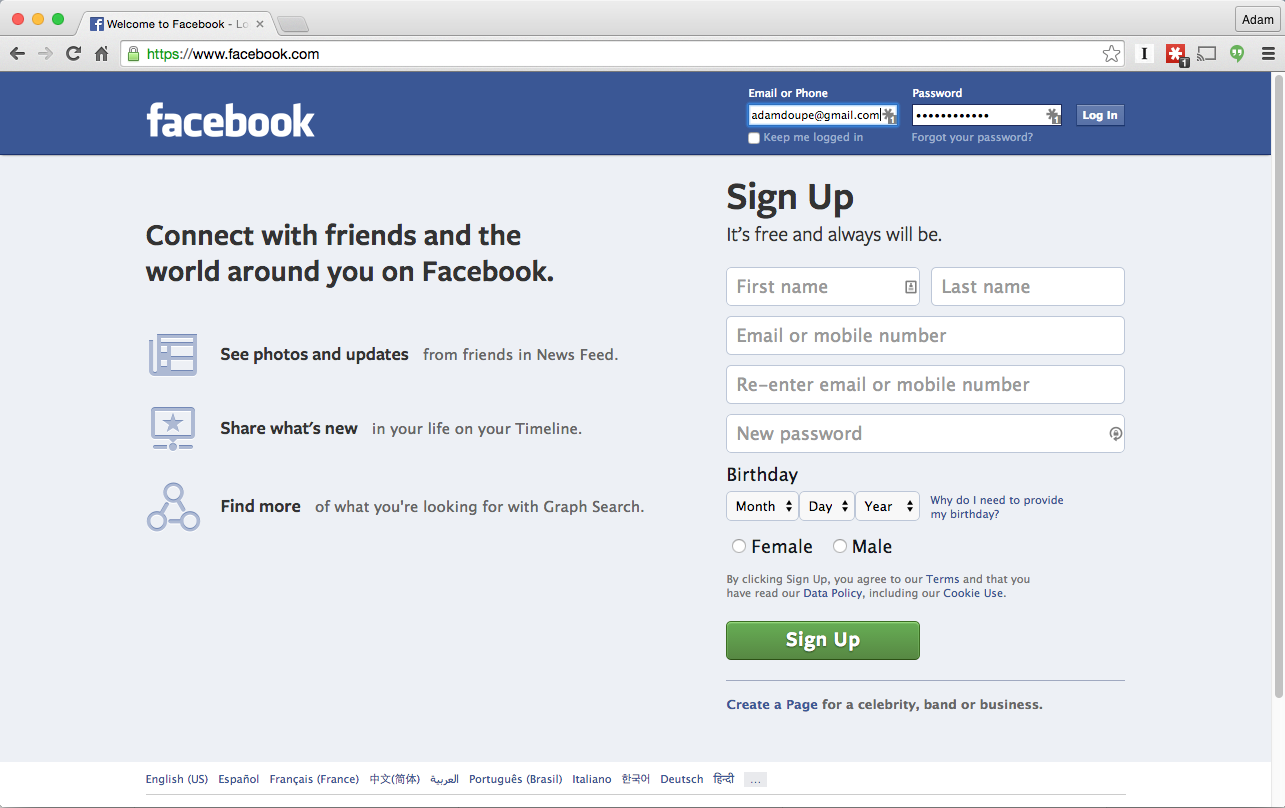 Welcome to Facebook - Lo
Adam
https://www.facebook.com
I
1
facebook
Email or Phone
Password
adamdoupe@gmail.com
1
••••••••••••
1
Log In
Keep me logged in
Forgot your password?
Connect with friends and the
world around you on Facebook.
See photos and updates from friends in News Feed.
Share what's new in your life on your Timeline.
Find more of what you're looking for with Graph Search.
Sign Up
It's free and always will be.
First name
Last name
Email or mobile number
Re-enter email or mobile number
New password
Birthday
Month Day Year
Why do I need to provide
my birthday?
Female Male
By clicking Sign Up, you agree to our Terms and that you
have read our Data Policy, including our Cookie Use.
Sign Up
Create a Page for a celebrity, band or business.
English (US) Español Français (France) 中文(简体) العربية Português (Brasil) Italiano 한국어 Deutsch हिन्दी ...